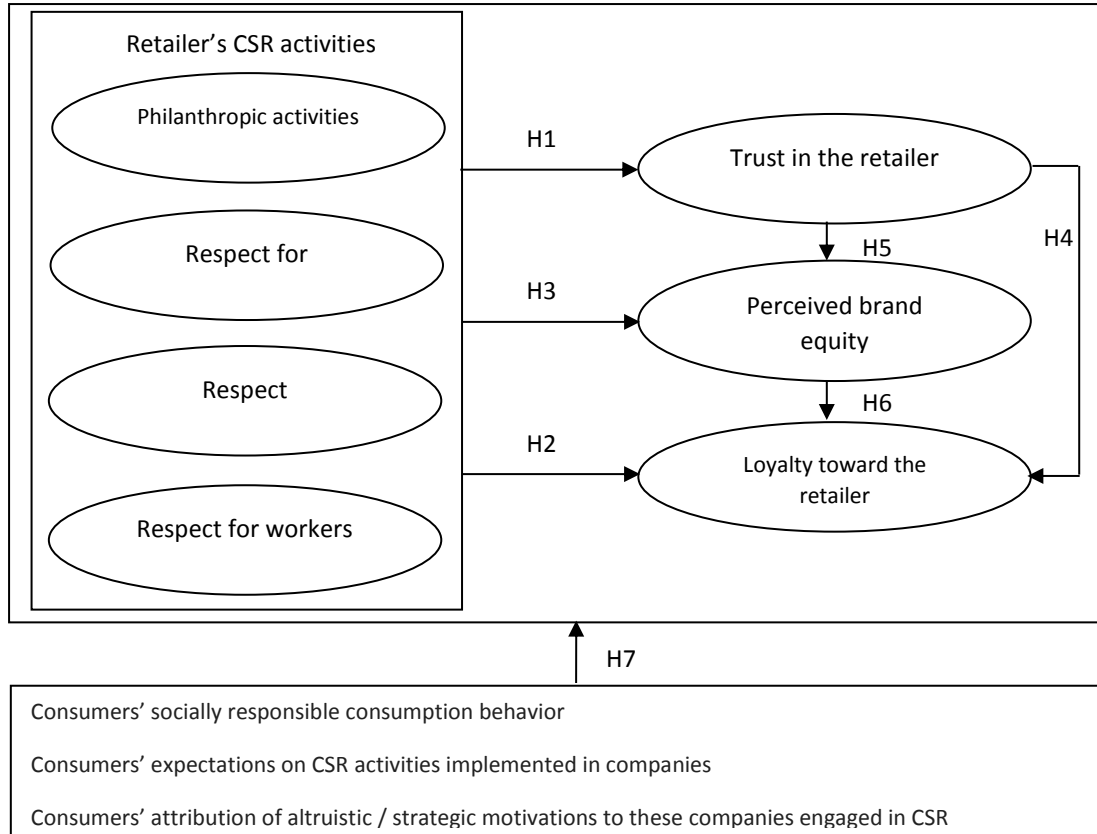 Retailer’s CSR activities
Philanthropic activities
Respect for
Respect
Respect for workers
H1
H3
H2
Trust in the retailer
H5
H4
Perceived brand
equity
H6
Loyalty toward the
retailer
H7
Consumers’ socially responsible consumption behavior
Consumers’ expectations on CSR activities implemented in companies
Consumers’ attribution of altruistic / strategic motivations to these companies engaged in CSR